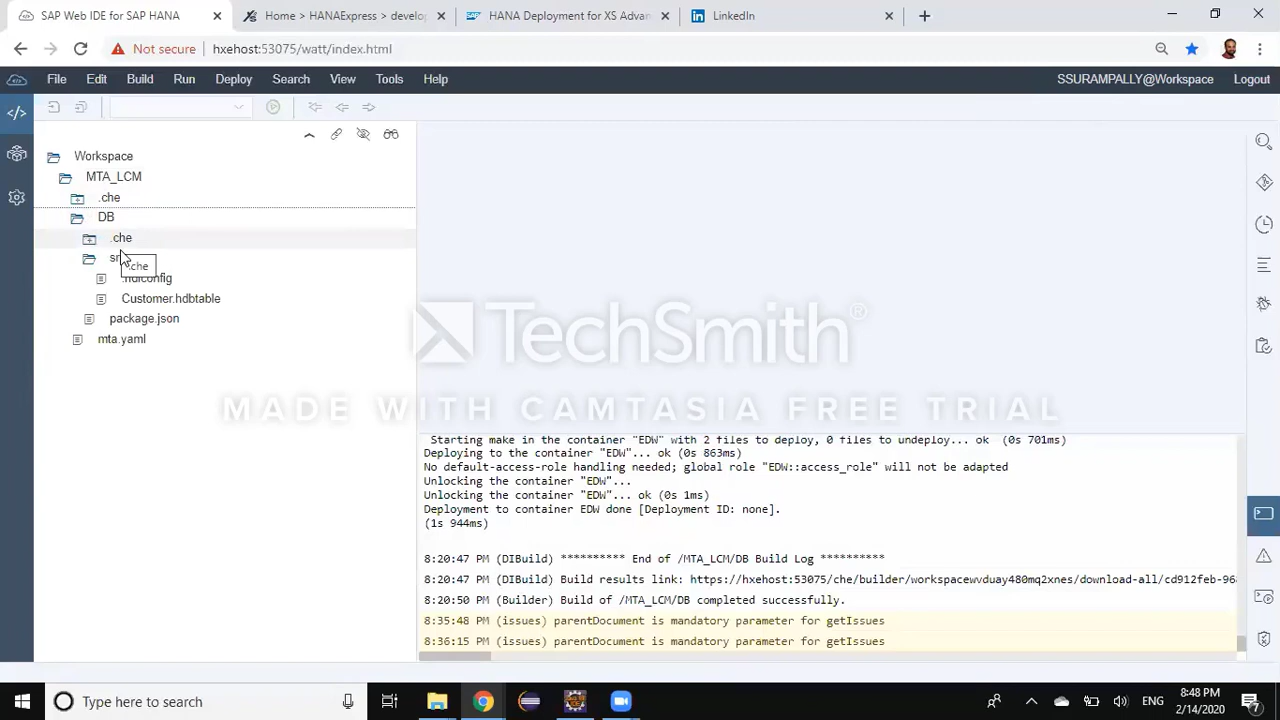 SAP Web IDE for SAP HANA
Home > HANAExpress > develo
HANA Deployment for XS Advan
LinkedIn
Not secure
hxehost:53075/watt/index.html
File Edit Build Run Deploy Search View Tools Help
SSURAMPALLY@Workspace Logout
Workspace
MTA_LCM
.che
DB
.che
.che
.hdiconfig
Customer.hdbtable
package.json
mta.yaml
TechSmith®
MADE WITH CAMTASIA FREE TRIAL
Starting make in the container "EDW" with 2 files to deploy, 0 files to undeploy... ok (0s 701ms)
Deploying to the container "EDW"... ok (0s 863ms)
No default-access-role handling needed; global role "EDW::access_role" will not be adapted
Unlocking the container "EDW"...
Unlocking the container "EDW"... ok (0s 1ms)
Deployment to container EDW done [Deployment ID: none].
(1s 944ms)
8:20:47 PM (DIBuild) ********** End of /MTA_LCM/DB Build Log **********
8:20:47 PM (DIBuild) Build results link: https://hxehost:53075/che/builder/workspacewvduay480mq2xnes/download-all/cd912feb-96
8:20:50 PM (Builder) Build of /MTA_LCM/DB completed successfully.
8:35:48 PM (issues) parentDocument is mandatory parameter for getIssues
8:36:15 PM (issues) parentDocument is mandatory parameter for getIssues
Type here to search
ENG
8:48 PM
2/14/2020
7